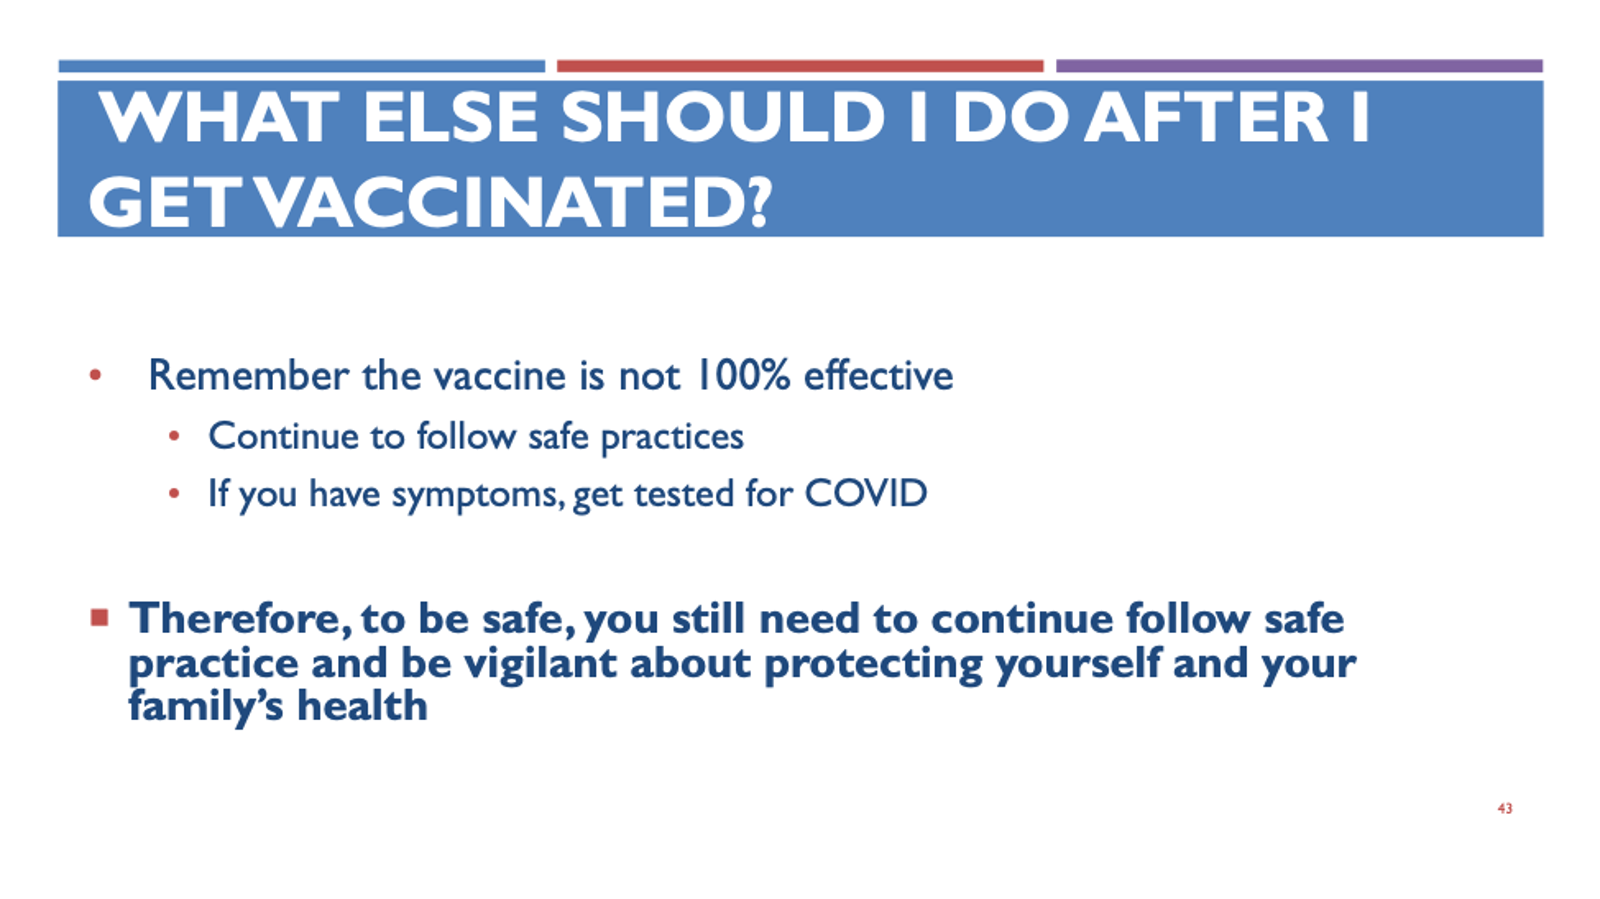 WHAT ELSE SHOULD I DO AFTER I
GET VACCINATED?
• Remember the vaccine is not 100% effective
• Continue to follow safe practices
• If you have symptoms, get tested for COVID
■ Therefore, to be safe, you still need to continue follow safe
practice and be vigilant about protecting yourself and your
family’s health
43